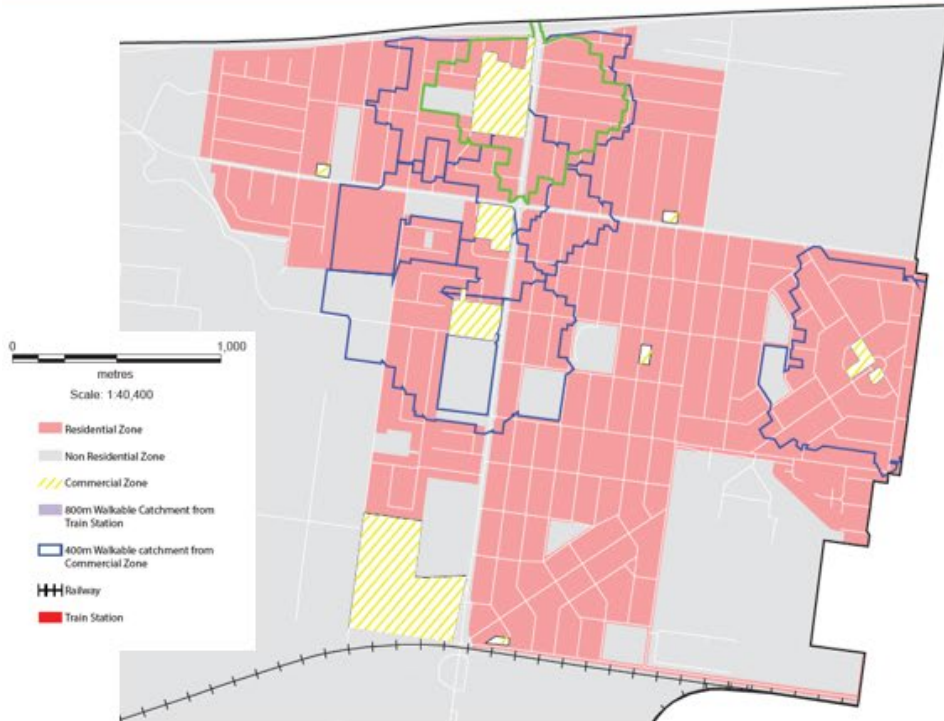 0 1,000
metres
Scale: 1:40,400
Residential Zone
Non Residential Zone
Commercial Zone
800m Walkable Catchment from
Train Station
400m Walkable catchment from
Commercial Zone
Railway
Train Station